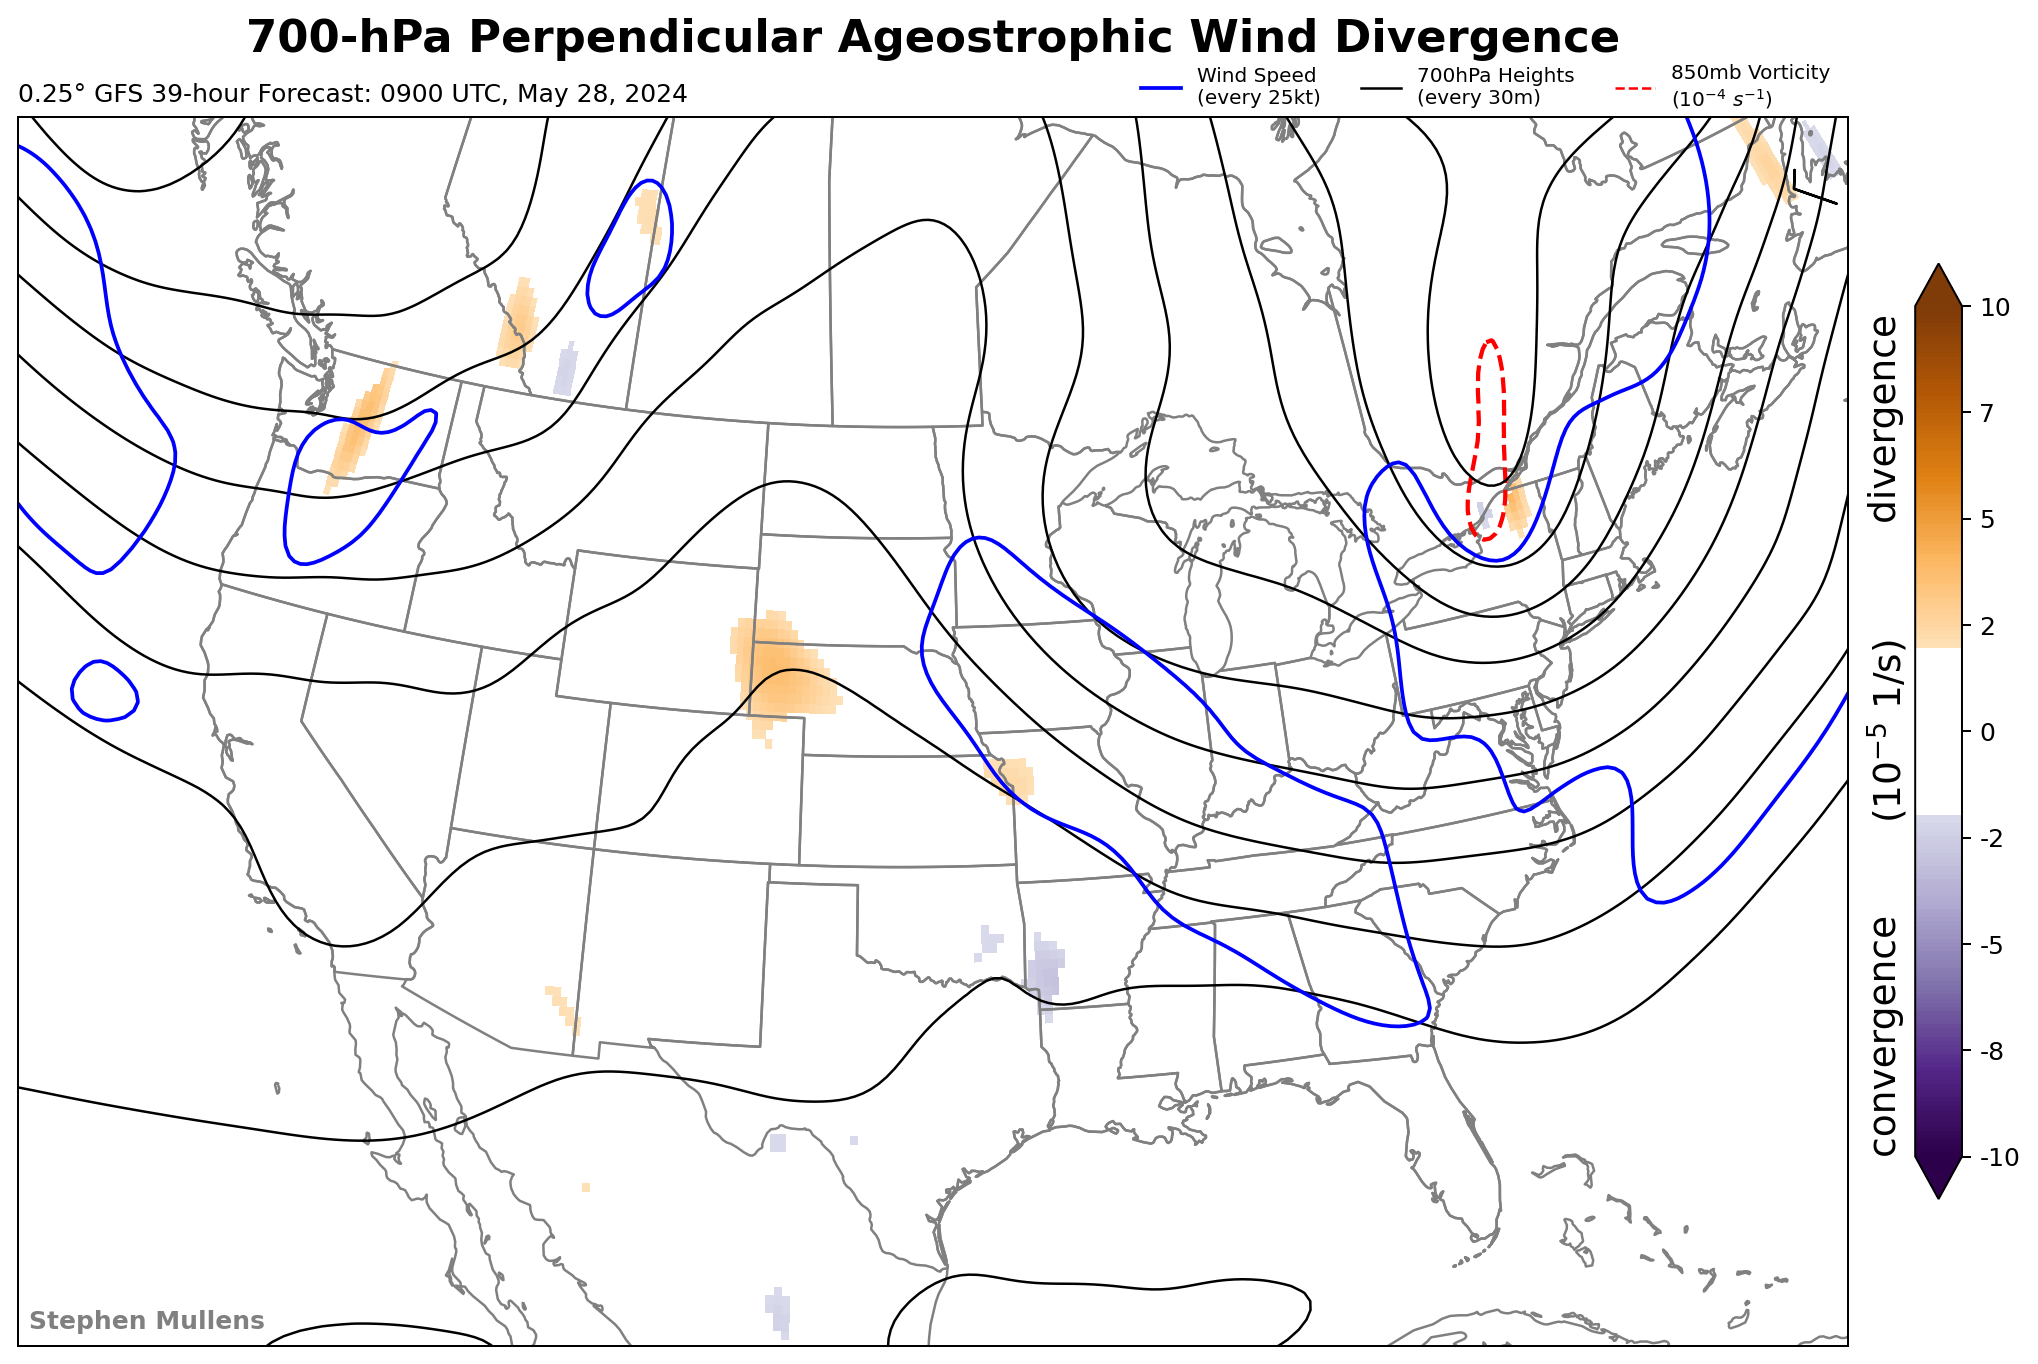 700-hPa Perpendicular Ageostrophic Wind Divergence
0.25° GFS 39-hour Forecast: 0900 UTC, May 28, 2024
Wind Speed
(every 25kt)
700hPa Heights
(every 30m)
850mb Vorticity
(10⁻⁴ s⁻¹)
10
7
5
2
0
-2
-5
-8
-10
convergence (10⁻⁵ 1/s) divergence
Stephen Mullens